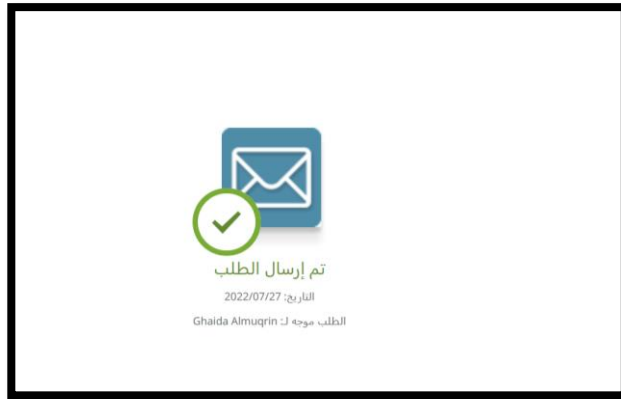 تم إرسال الطلب
التاريخ: 2022/07/27
الطلب موجه لـ: Ghaida Almuqrin